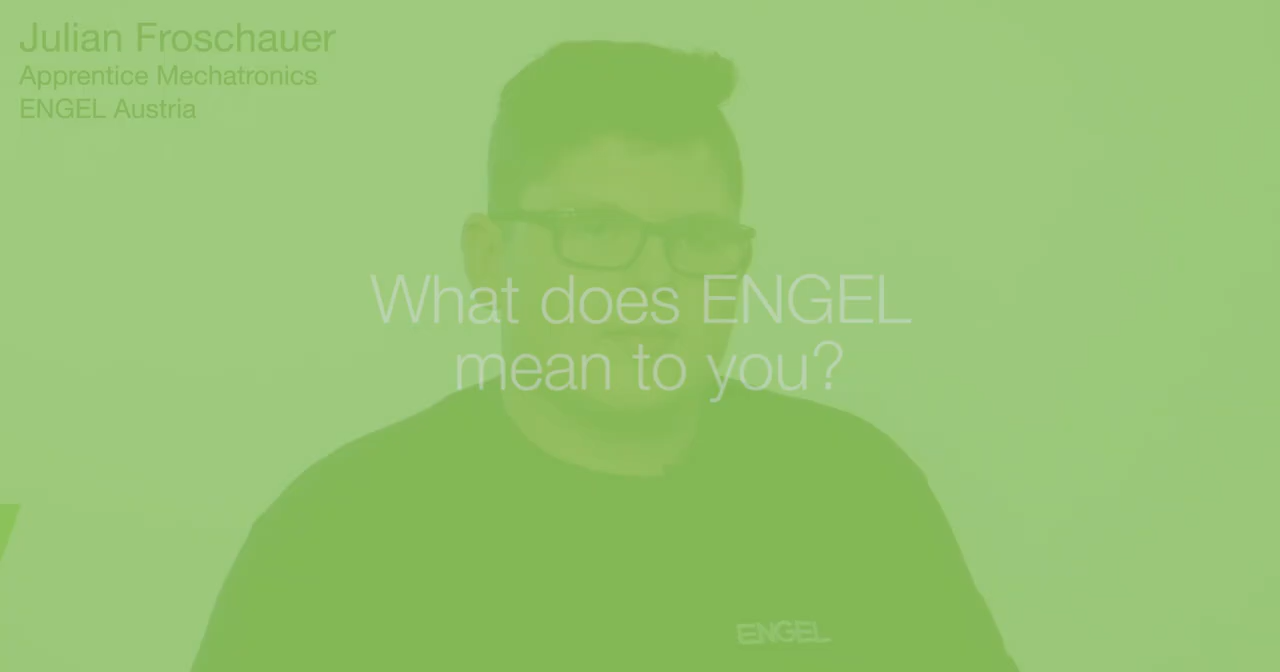 Julian Froschauer
Apprentice Mechatronics
ENGEL Austria
What does ENGEL
mean to you?
ENGEL